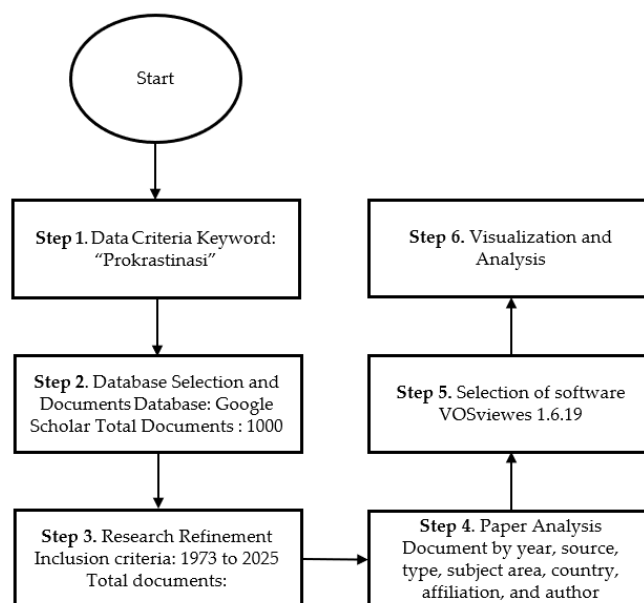 Start
Step 1. Data Criteria Keyword:
“Prokrastinasi”
Step 2. Database Selection and
Documents Database: Google
Scholar Total Documents : 1000
Step 3. Research Refinement
Inclusion criteria: 1973 to 2025
Total documents:
Step 4. Paper Analysis
Document by year, source,
type, subject area, country,
affiliation, and author
Step 5. Selection of software
VOSviewes 1.6.19
Step 6. Visualization and
Analysis